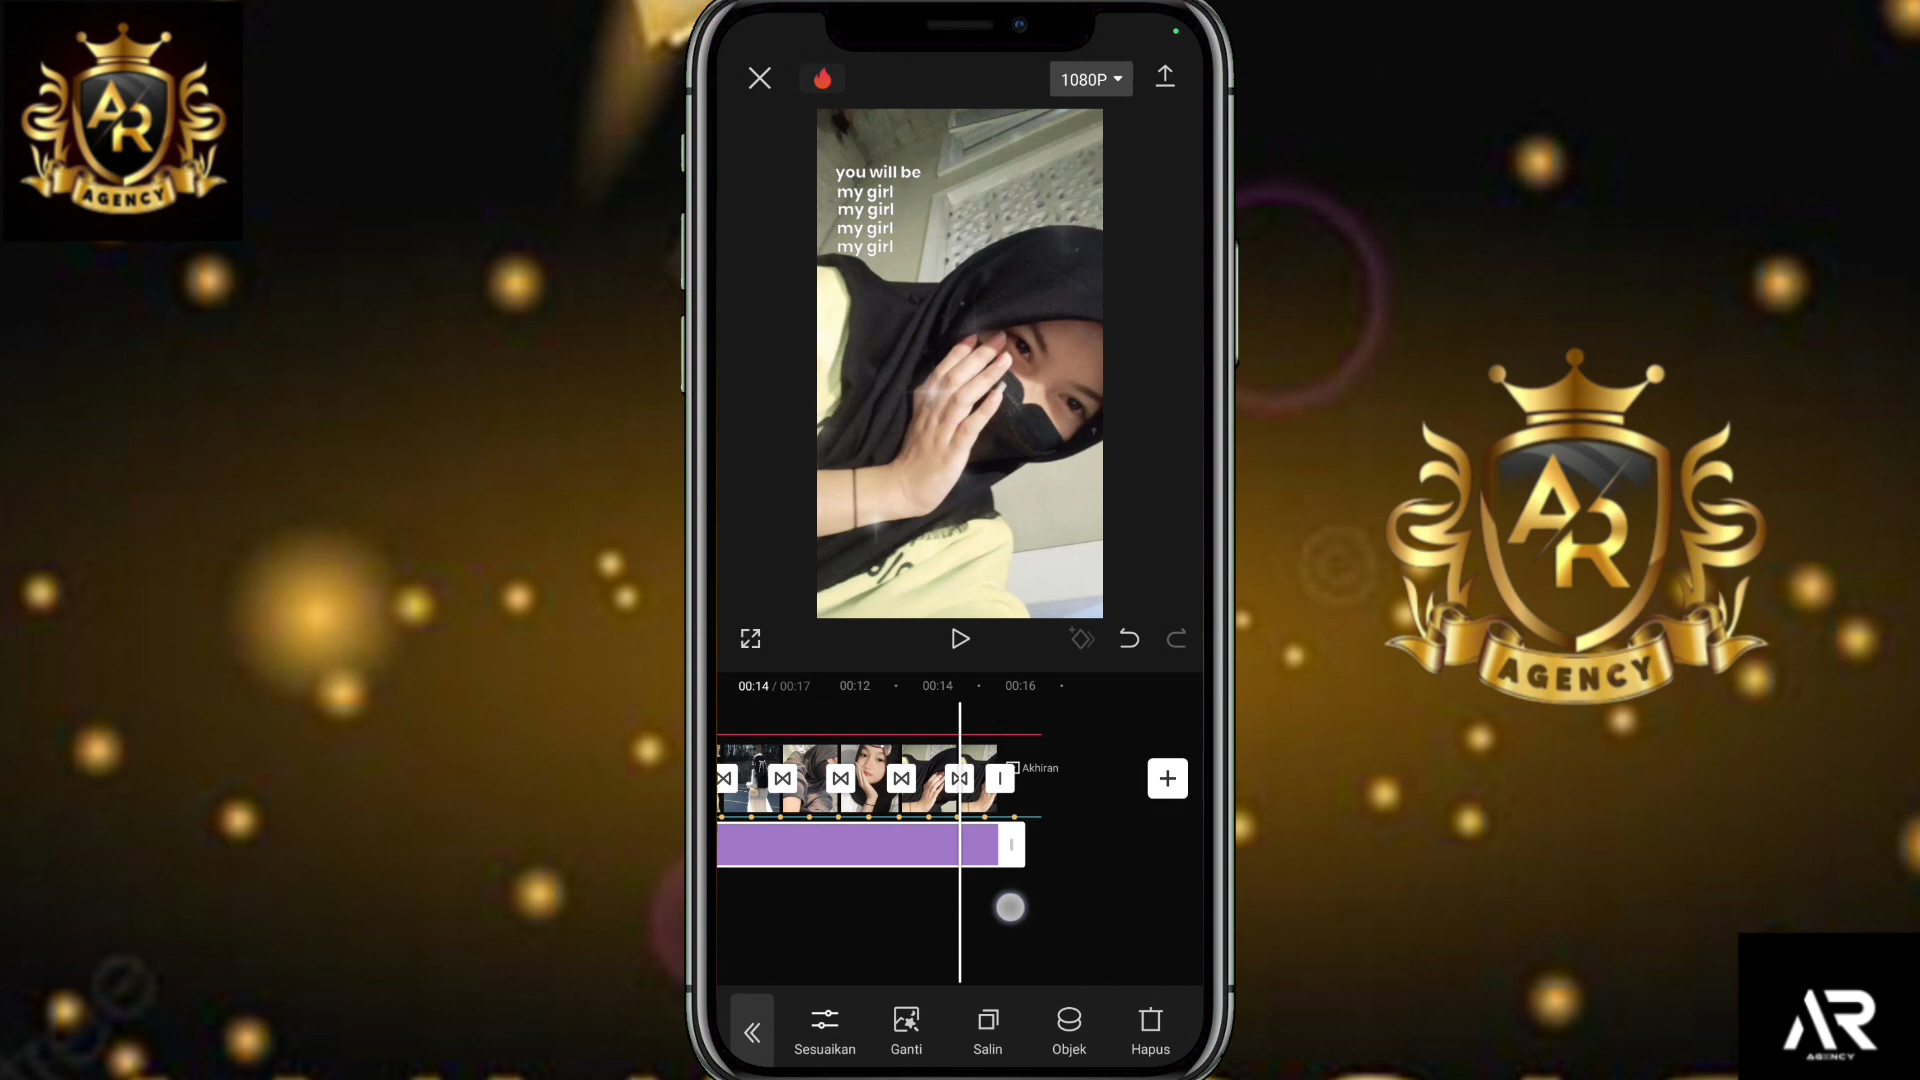 AR
AGENCY
1080P
you will be
my girl
my girl
my girl
my girl
00:14 / 00:17
00:12
00:14
00:16
Akhiran
AR
AGENCY
Sesuaikan
Ganti
Salin
Objek
Hapus
AR
AGENCY